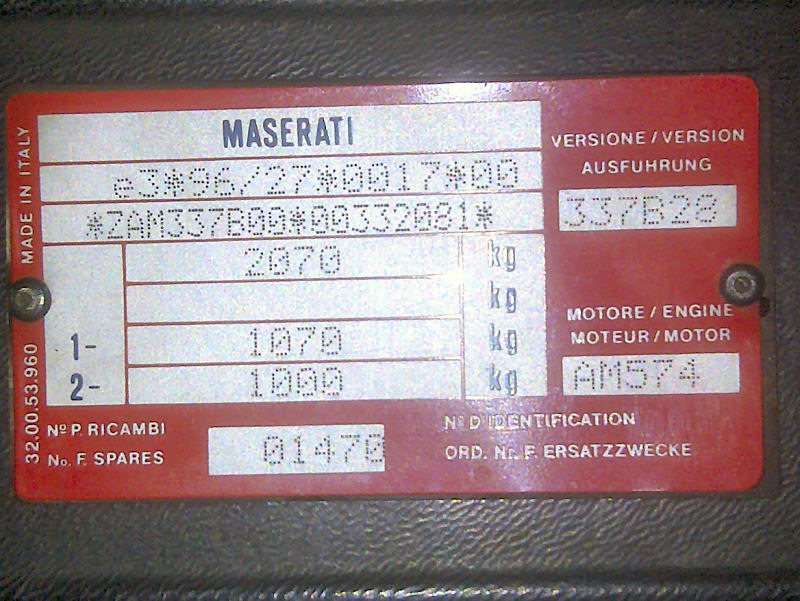 MASERATI
e3*96/27*0017*00
*ZAM337B00*00332081*
2070 kg
kg
1- 1070 kg
2- 1000 kg
MADE IN ITALY
32.00.53.960
VERSIONE / VERSION
AUSFUHRUNG
337B28
MOTORE / ENGINE
MOTEUR / MOTOR
AM574
Nº P. RICAMBI
No. F. SPARES
01470
Nº D'IDENTIFICATION
ORD. Nr. F. ERSATZZWECKE